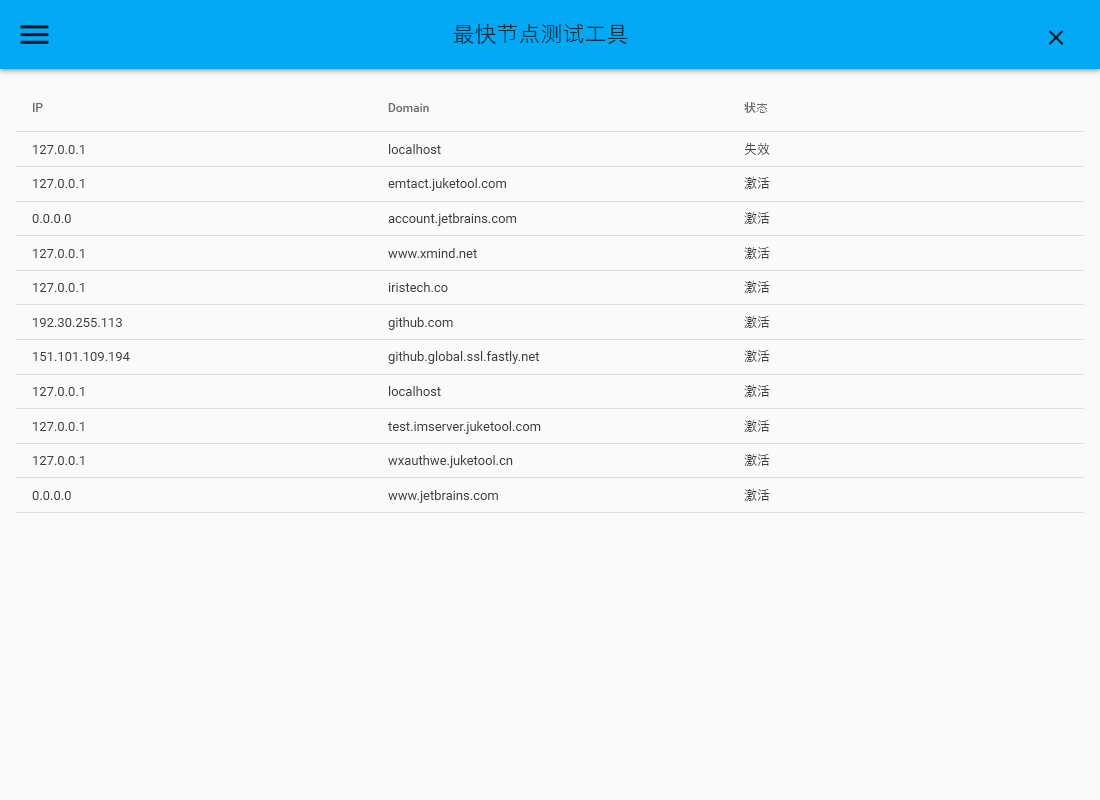 最快节点测试工具
IP Domain 状态
127.0.0.1 localhost 失效
127.0.0.1 emtact.juketool.com 激活
0.0.0.0 account.jetbrains.com 激活
127.0.0.1 www.xmind.net 激活
127.0.0.1 iristech.co 激活
192.30.255.113 github.com 激活
151.101.109.194 github.global.ssl.fastly.net 激活
127.0.0.1 localhost 激活
127.0.0.1 test.imserver.juketool.com 激活
127.0.0.1 wxauthwe.juketool.cn 激活
0.0.0.0 www.jetbrains.com 激活